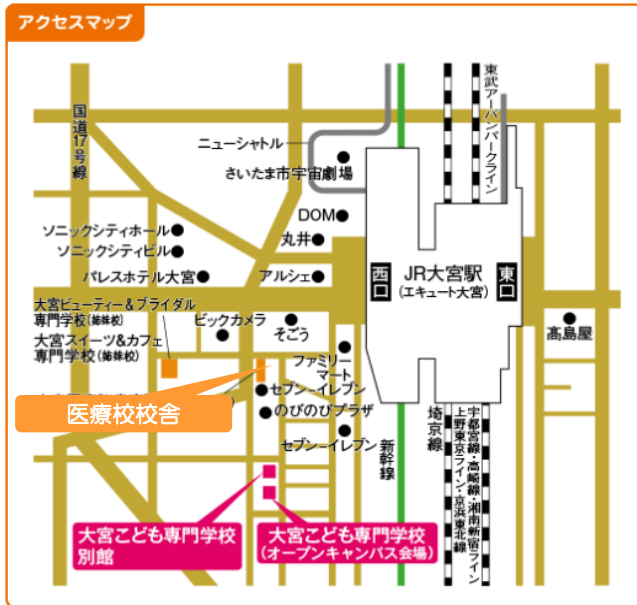 アクセスマップ
国道17号線
東武アーバンパークライン
ニューシャトル
さいたま市宇宙劇場
DOM
丸井
ソニックシティホール
ソニックシティビル
パレスホテル大宮
アルシェ
西口
JR大宮駅
(エキュート大宮)
東口
大宮ビューティー&ブライダル
専門学校(姉妹校)
大宮スイーツ&カフェ
専門学校(姉妹校)
ビックカメラ
そごう
髙島屋
ファミリー
マート
セブン-イレブン
のびのびプラザ
セブン-イレブン
医療校校舎
新幹線
埼京線
宇都宮線・高崎線・湘南新宿ライン
上野東京ライン・京浜東北線
大宮こども専門学校
別館
大宮こども専門学校
(オープンキャンパス会場)